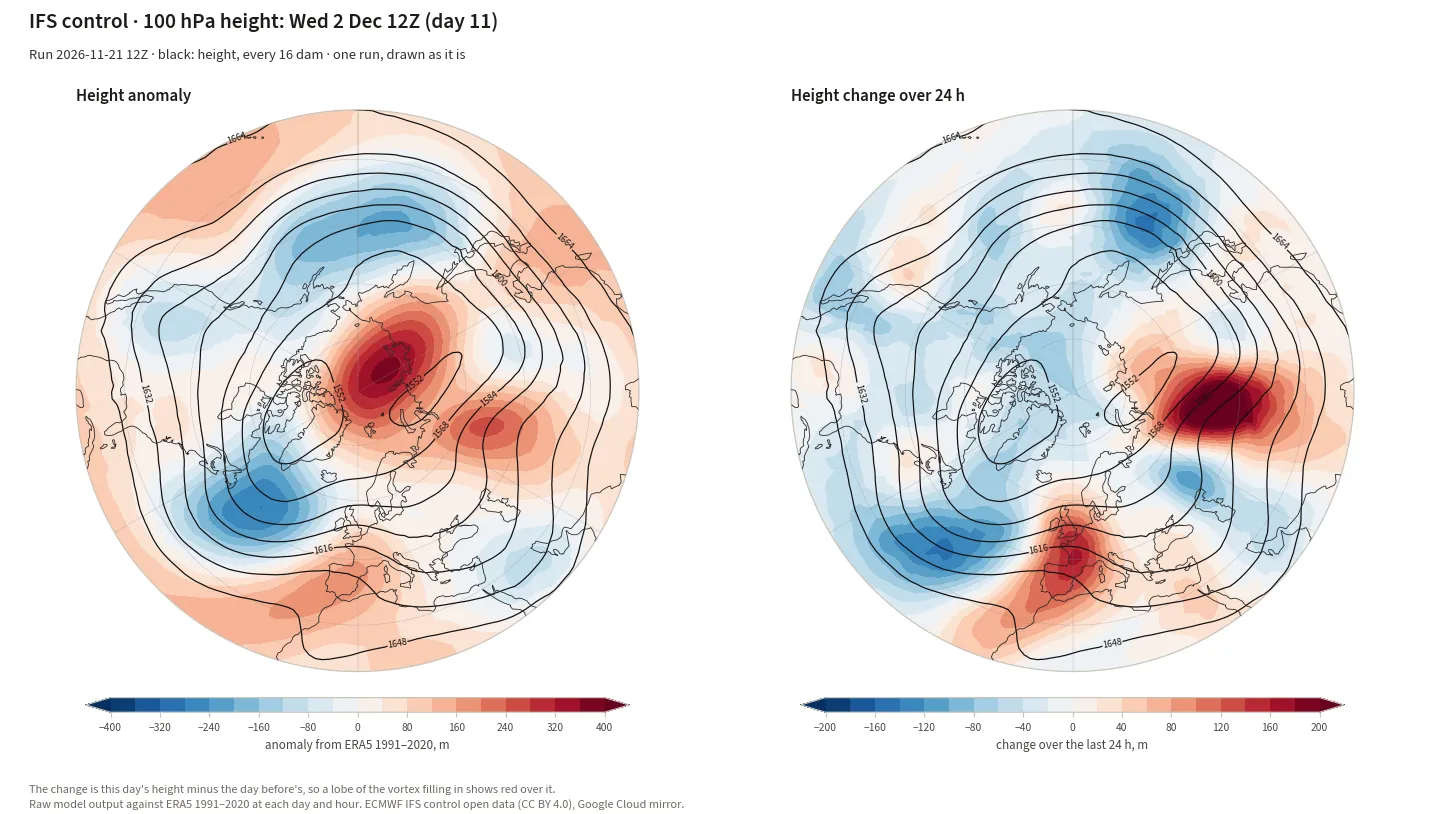 IFS control · 100 hPa height: Wed 2 Dec 12Z (day 11)
Run 2026-11-21 12Z · black: height, every 16 dam · one run, drawn as it is
Height anomaly
Height change over 24 h
1664
1664
1600
1632
1552
1552
1584
1568
1616
1648
1664
1664
1600
1632
1552
1552
1568
1616
1648
−400 −320 −240 −160 −80 0 80 160 240 320 400
anomaly from ERA5 1991–2020, m
−200 −160 −120 −80 −40 0 40 80 120 160 200
change over the last 24 h, m
The change is this day's height minus the day before's, so a lobe of the vortex filling in shows red over it.
Raw model output against ERA5 1991–2020 at each day and hour. ECMWF IFS control open data (CC BY 4.0), Google Cloud mirror.